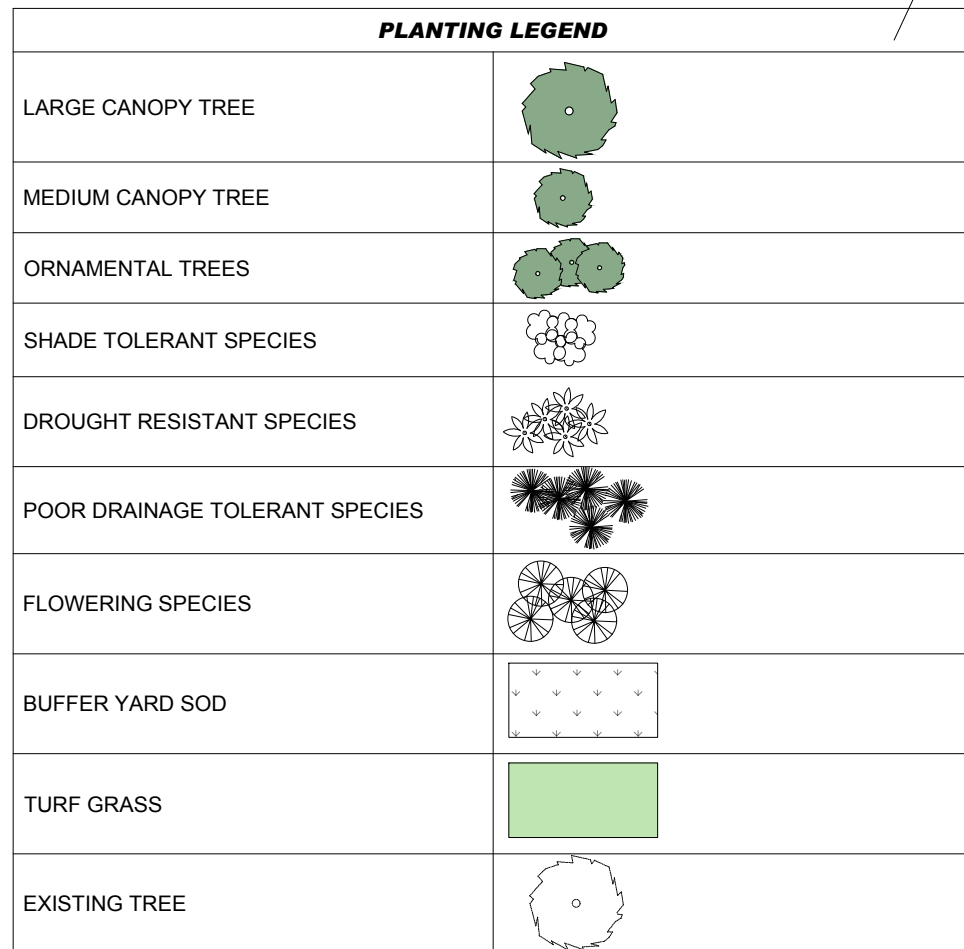 PLANTING LEGEND
LARGE CANOPY TREE
MEDIUM CANOPY TREE
ORNAMENTAL TREES
SHADE TOLERANT SPECIES
DROUGHT RESISTANT SPECIES
POOR DRAINAGE TOLERANT SPECIES
FLOWERING SPECIES
BUFFER YARD SOD
TURF GRASS
EXISTING TREE